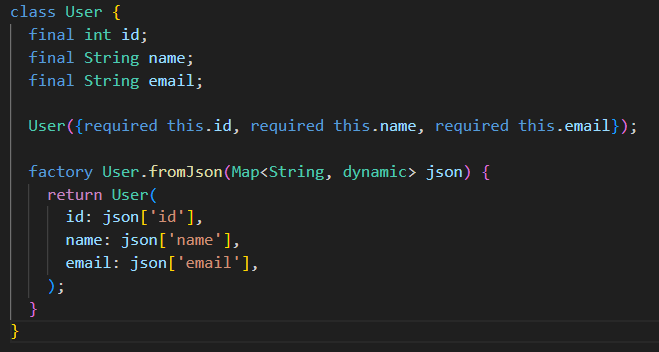 class User {
  final int id;
  final String name;
  final String email;

  User({required this.id, required this.name, required this.email});

  factory User.fromJson(Map<String, dynamic> json) {
    return User(
      id: json['id'],
      name: json['name'],
      email: json['email'],
    );
  }
}